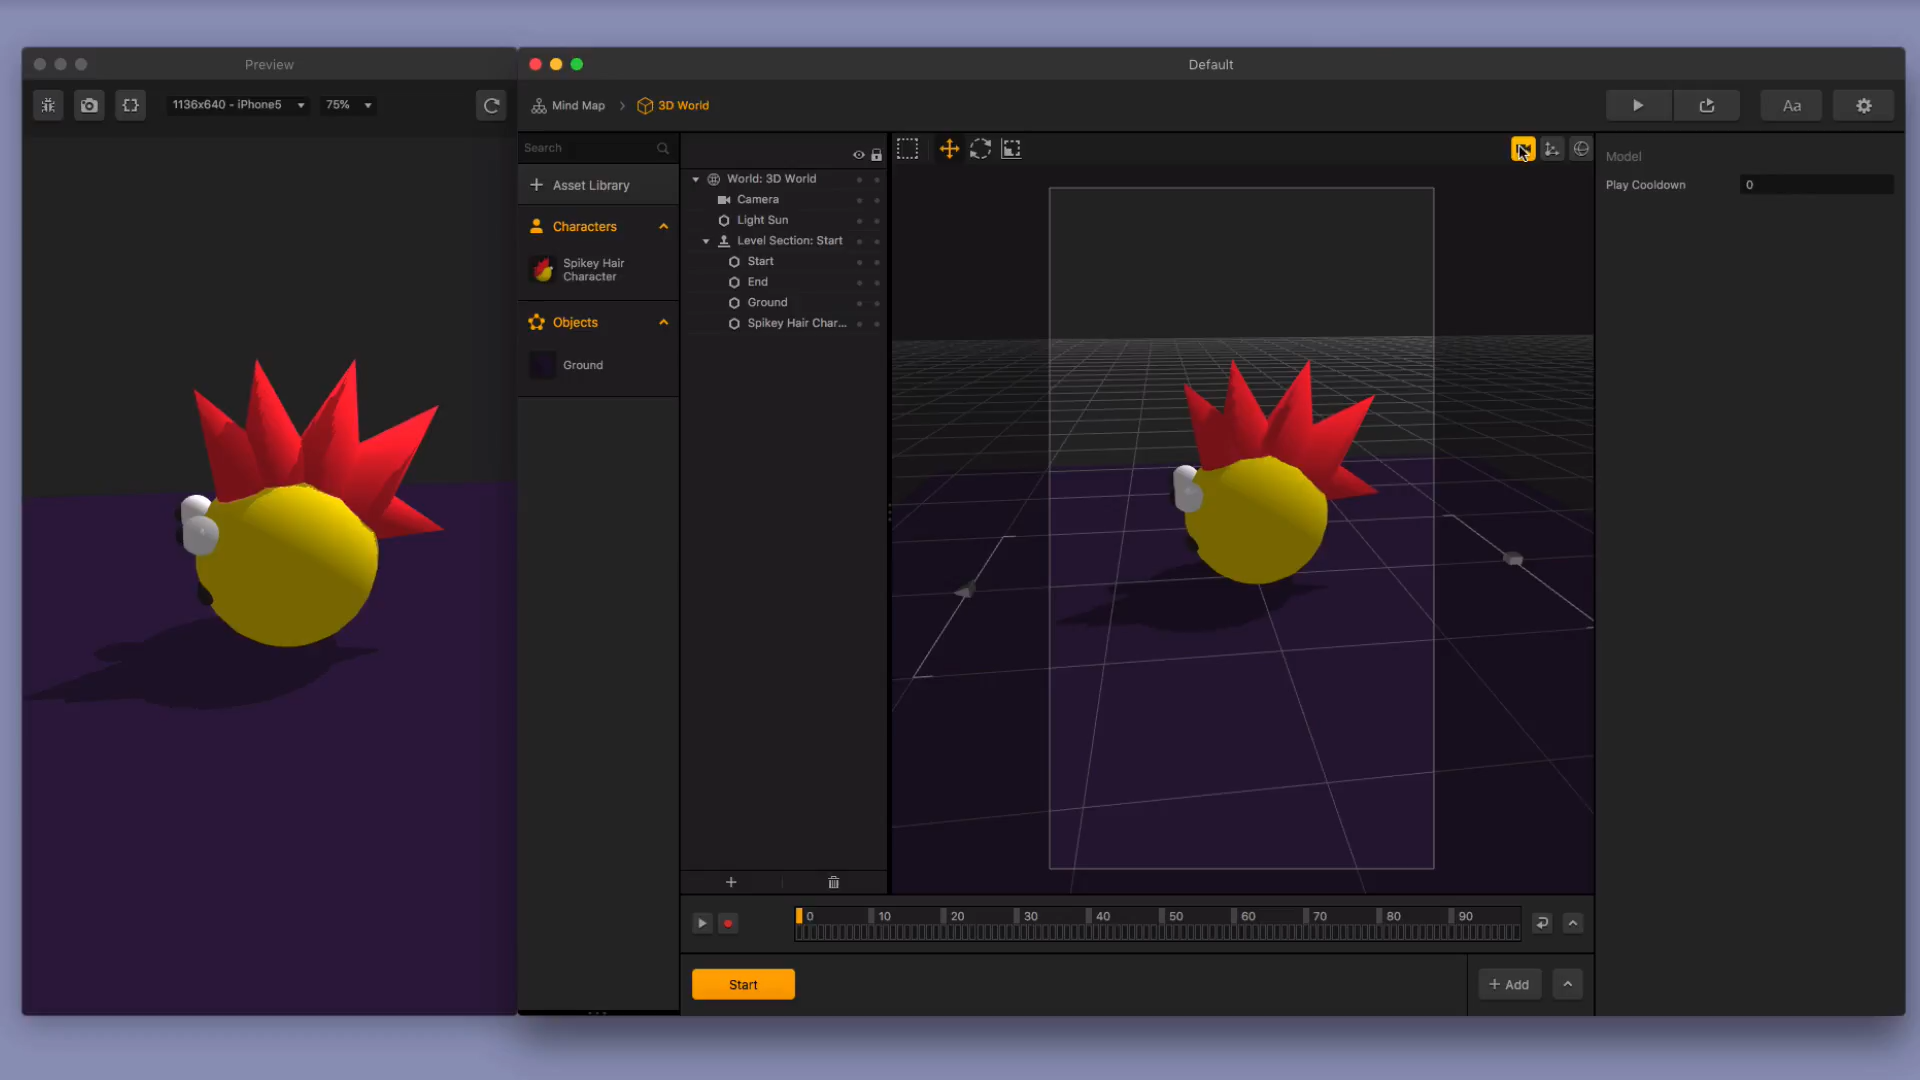 Preview
1136x640 - iPhone5
75%
Default
Mind Map
3D World
Aa
Search
Asset Library
Characters
Spikey Hair
Character
Objects
Ground
World: 3D World
Camera
Light Sun
Level Section: Start
Start
End
Ground
Spikey Hair Char...
Model
Play Cooldown
0
0 10 20 30 40 50 60 70 80 90
Start
+ Add